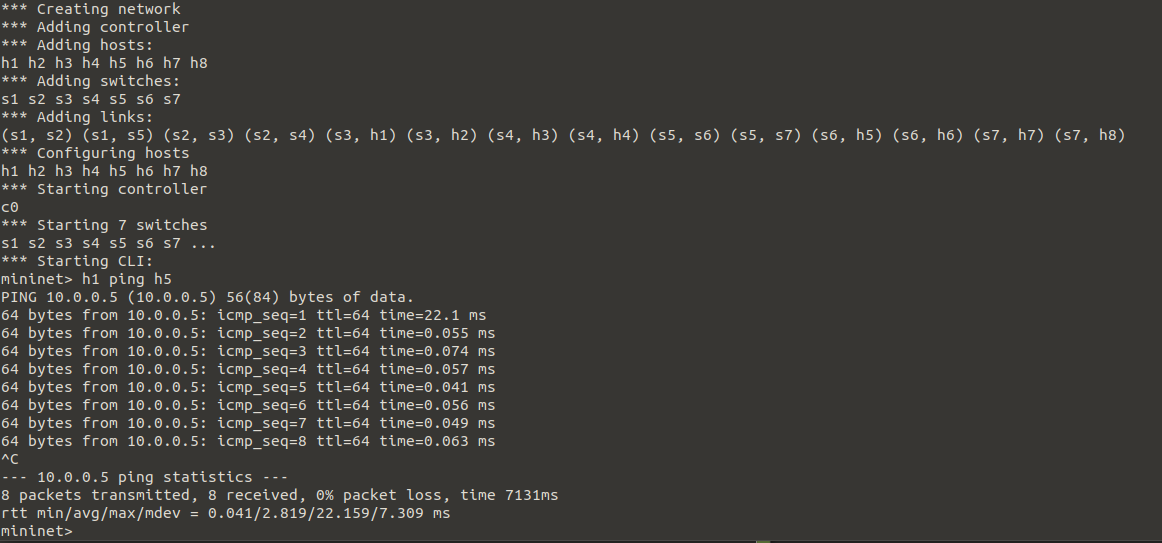 *** Creating network
*** Adding controller
*** Adding hosts:
h1 h2 h3 h4 h5 h6 h7 h8
*** Adding switches:
s1 s2 s3 s4 s5 s6 s7
*** Adding links:
(s1, s2) (s1, s5) (s2, s3) (s2, s4) (s3, h1) (s3, h2) (s4, h3) (s4, h4) (s5, s6) (s5, s7) (s6, h5) (s6, h6) (s7, h7) (s7, h8)
*** Configuring hosts
h1 h2 h3 h4 h5 h6 h7 h8
*** Starting controller
c0
*** Starting 7 switches
s1 s2 s3 s4 s5 s6 s7 ...
*** Starting CLI:
mininet> h1 ping h5
PING 10.0.0.5 (10.0.0.5) 56(84) bytes of data.
64 bytes from 10.0.0.5: icmp_seq=1 ttl=64 time=22.1 ms
64 bytes from 10.0.0.5: icmp_seq=2 ttl=64 time=0.055 ms
64 bytes from 10.0.0.5: icmp_seq=3 ttl=64 time=0.074 ms
64 bytes from 10.0.0.5: icmp_seq=4 ttl=64 time=0.057 ms
64 bytes from 10.0.0.5: icmp_seq=5 ttl=64 time=0.041 ms
64 bytes from 10.0.0.5: icmp_seq=6 ttl=64 time=0.056 ms
64 bytes from 10.0.0.5: icmp_seq=7 ttl=64 time=0.049 ms
64 bytes from 10.0.0.5: icmp_seq=8 ttl=64 time=0.063 ms
^C
--- 10.0.0.5 ping statistics ---
8 packets transmitted, 8 received, 0% packet loss, time 7131ms
rtt min/avg/max/mdev = 0.041/2.819/22.159/7.309 ms
mininet>